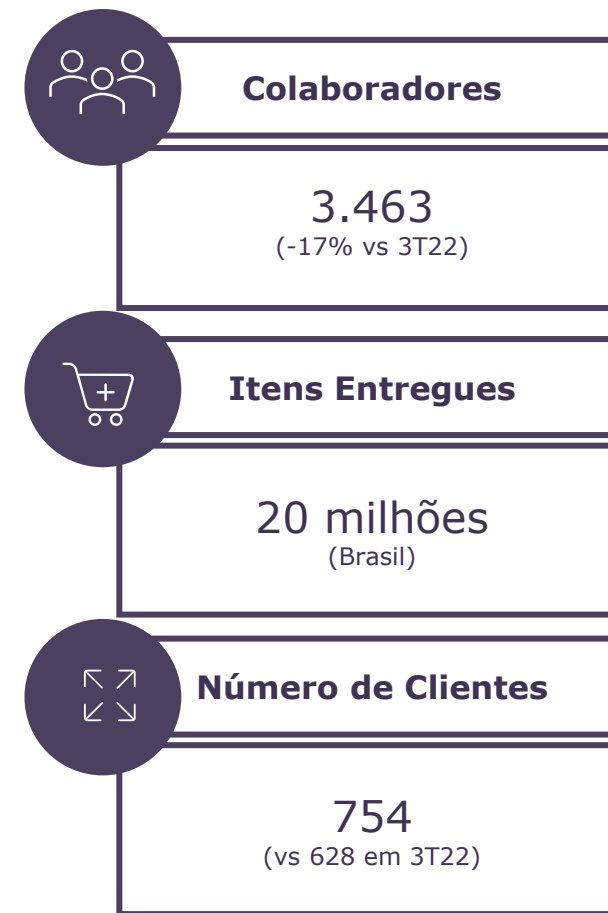 Colaboradores
3.463
(-17% vs 3T22)
Itens Entregues
20 milhões
(Brasil)
Número de Clientes
754
(vs 628 em 3T22)